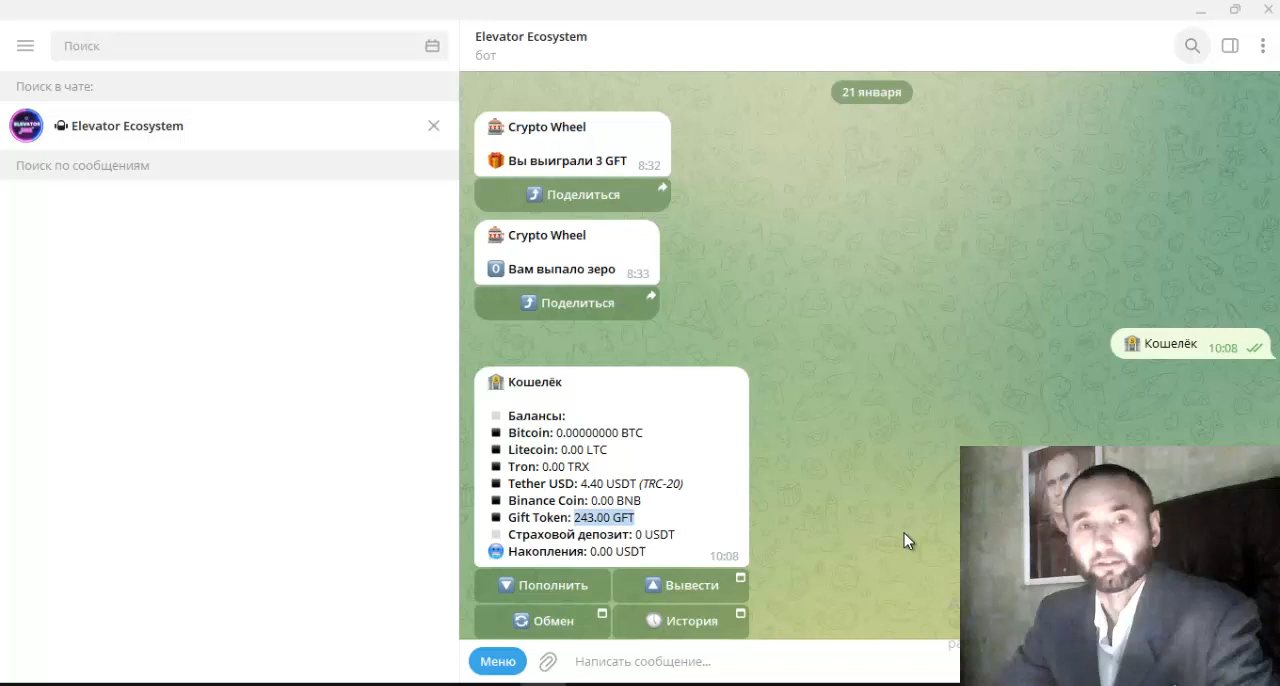 Поиск
Поиск в чате:
Elevator Ecosystem
Поиск по сообщениям
Elevator Ecosystem
бот
21 января
Crypto Wheel
Вы выиграли 3 GFT 8:32
Поделиться
Crypto Wheel
Вам выпало зеро 8:33
Поделиться
Кошелёк 10:08
Кошелёк
Балансы:
Bitcoin: 0.00000000 BTC
Litecoin: 0.00 LTC
Tron: 0.00 TRX
Tether USD: 4.40 USDT (TRC-20)
Binance Coin: 0.00 BNB
Gift Token: 243.00 GFT
Страховой депозит: 0 USDT
Накопления: 0.00 USDT 10:08
Пополнить Вывести
Обмен История
Меню Написать сообщение...